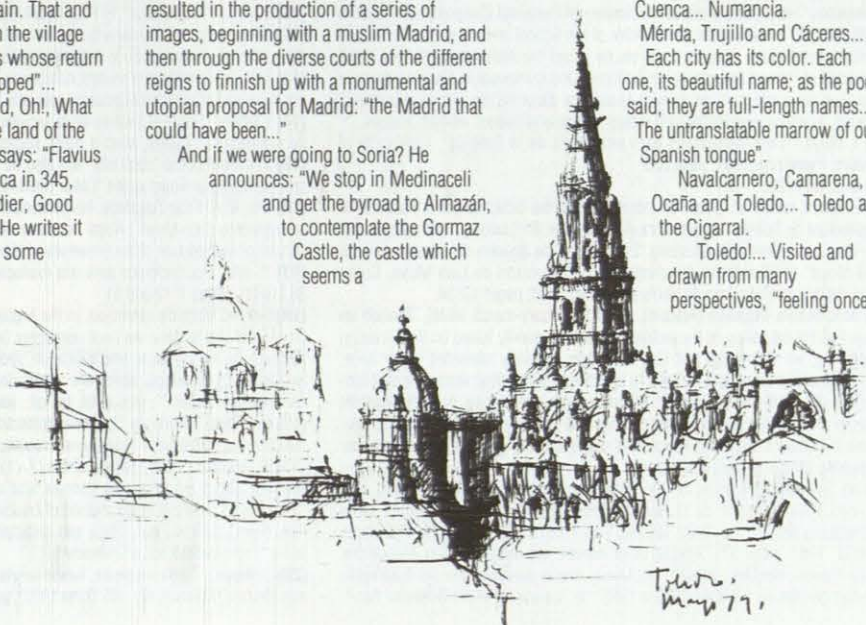 ain. That and
n the village
s whose return
pped"...
d, Oh!, What
e land of the
says: "Flavius
ca in 345
dier, Good
He writes it
some
resulted in the production of a series of
images, beginning with a muslim Madrid, and
then through the diverse courts of the different
reigns to finnish up with a monumental and
utopian proposal for Madrid: "the Madrid that
could have been..."
And if we were going to Soria? He
announces: "We stop in Medinaceli
and get the byroad to Almazán,
to contemplate the Gormaz
Castle, the castle which
seems a
Cuenca... Numancia.
Mérida, Trujillo and Cáceres...
Each city has its color. Each
one, its beautiful name; as the poe
said, they are full-length names...
The untranslatable marrow of ou
Spanish tongue".
Navalcarnero, Camarena,
Ocaña and Toledo... Toledo a
the Cigarral.
Toledo!... Visited and
drawn from many
perspectives, "feeling once
Toledo.
Mayo 79.